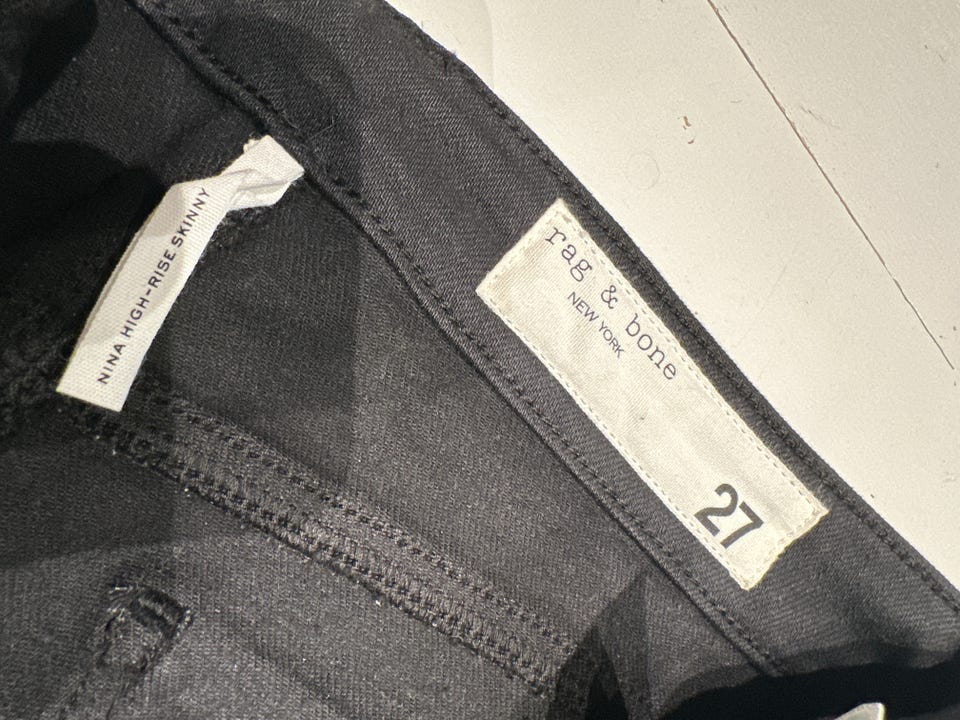 NINA HIGH-RISE SKINNY
rag & bone
NEW YORK
27